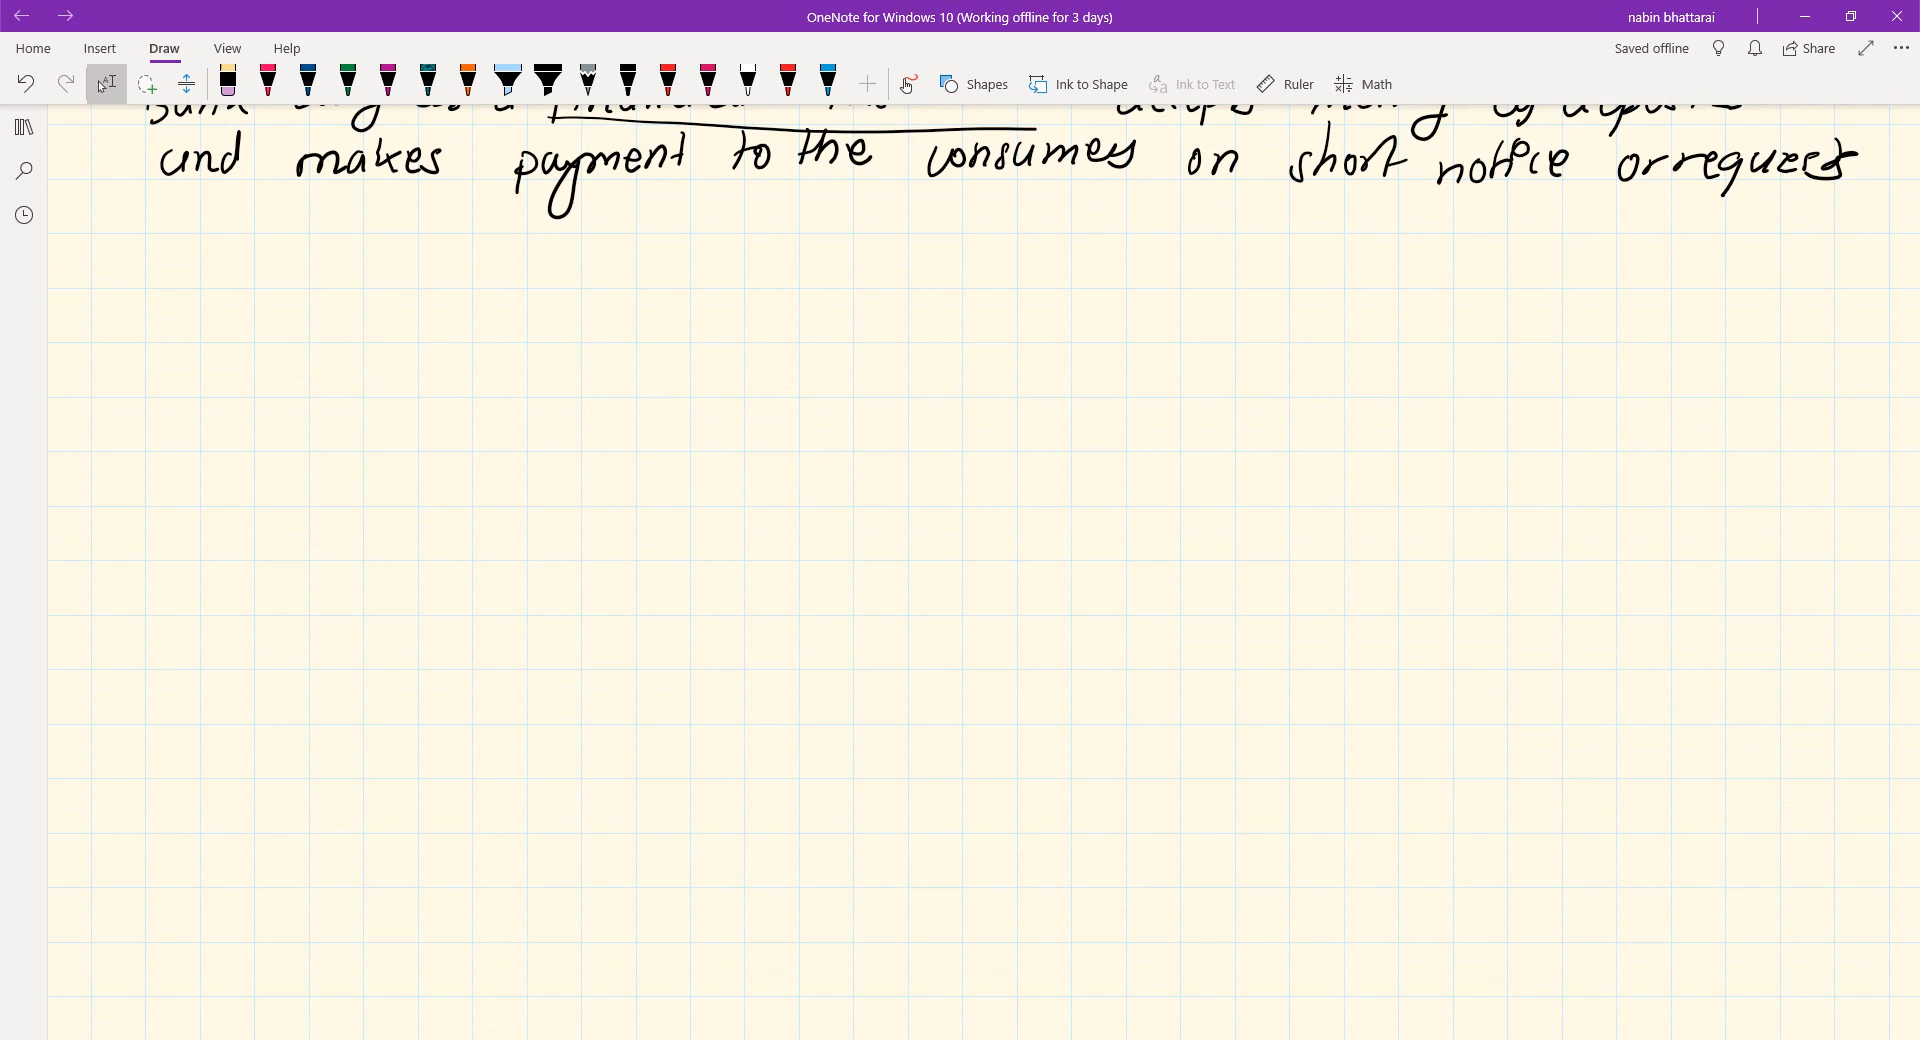 OneNote for Windows 10 (Working offline for 3 days)
nabin bhattarai
Home Insert Draw View Help
Saved offline
Share
Shapes Ink to Shape Ink to Text Ruler Math
and makes payment to the consumers on short notice or request